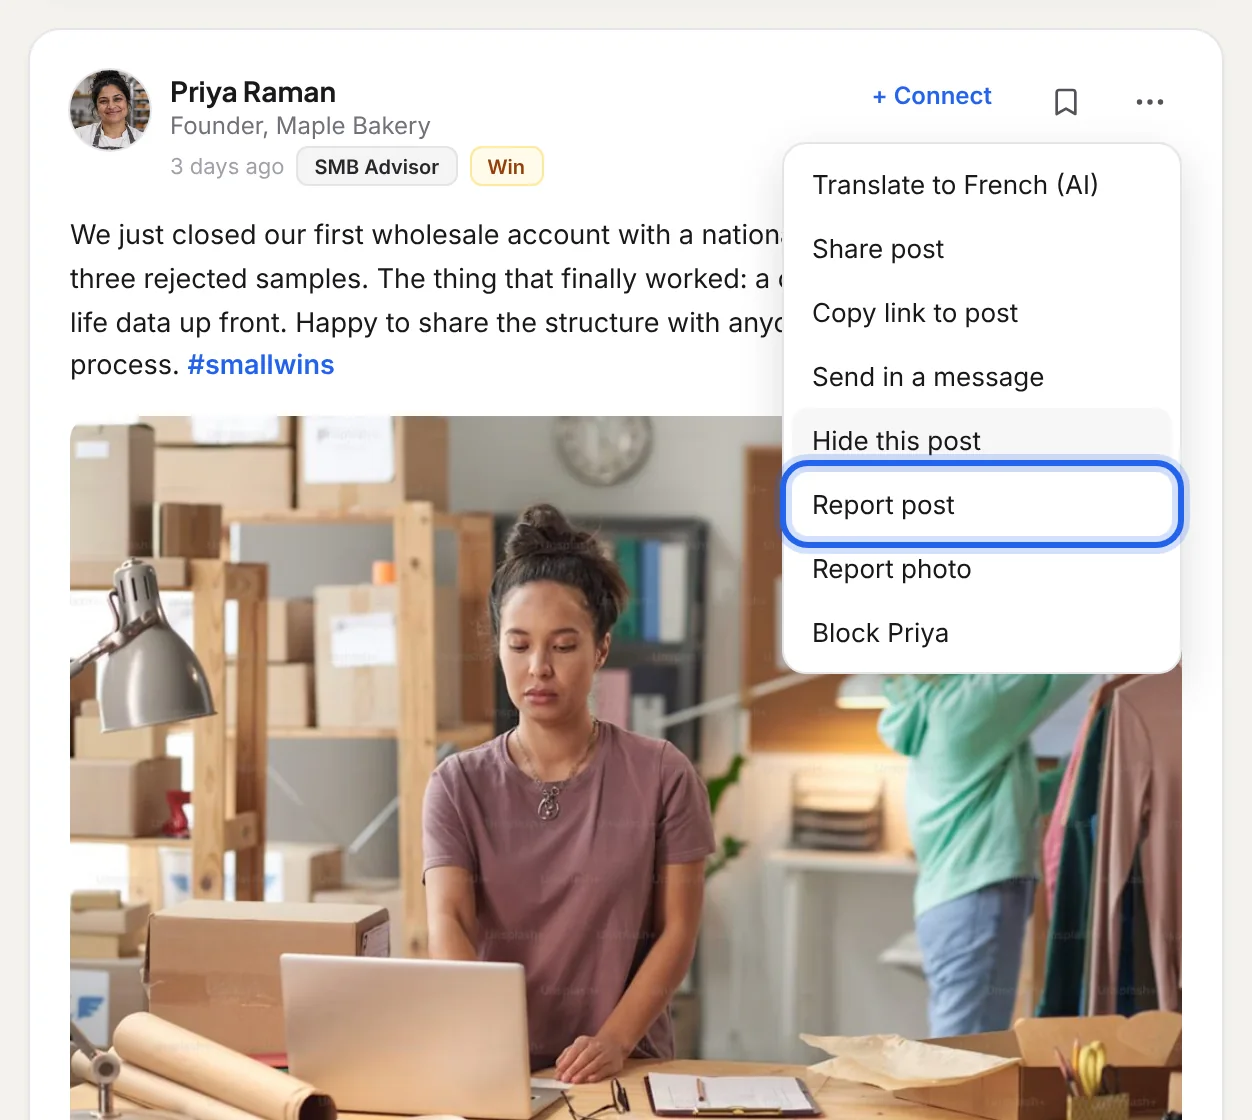 Priya Raman
Founder, Maple Bakery
3 days ago SMB Advisor Win
+ Connect
Translate to French (AI)
Share post
Copy link to post
Send in a message
Hide this post
Report post
Report photo
Block Priya
We just closed our first wholesale account with a
three rejected samples. The thing that finally worked: a
life data up front. Happy to share the structure with
process. #smallwins
Unsplash+